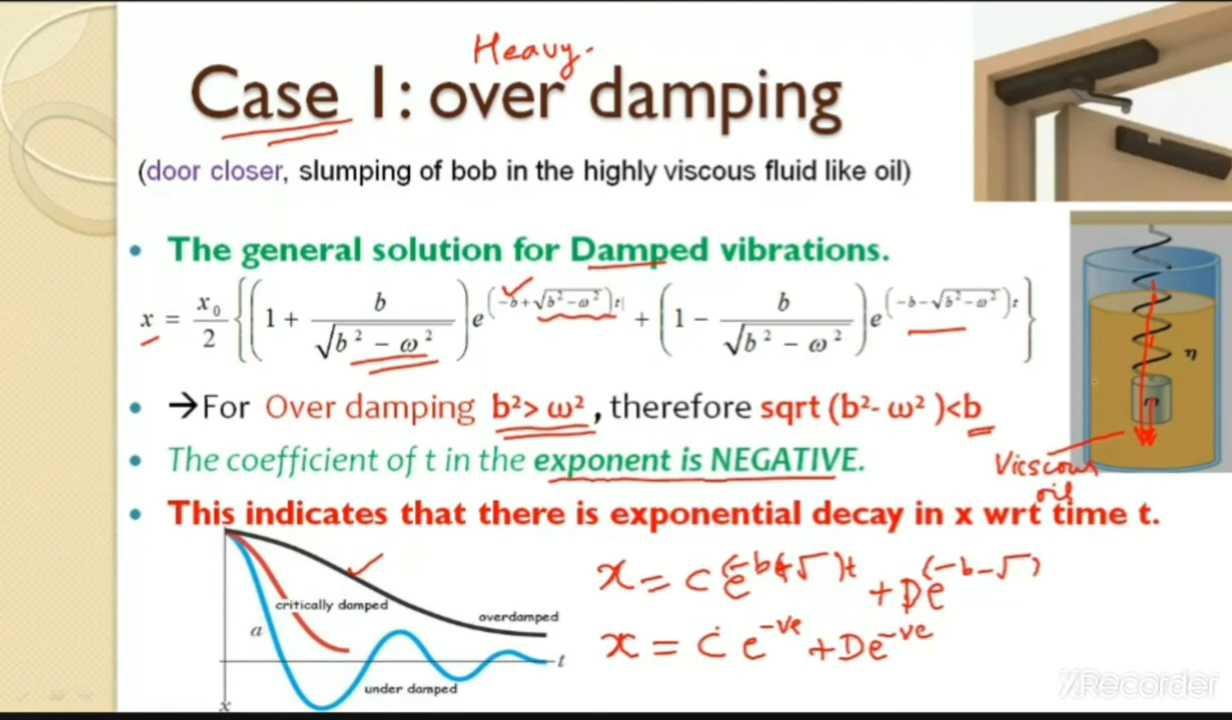 Heavy.
Case 1: over damping
(door closer, slumping of bob in the highly viscous fluid like oil)
• The general solution for Damped vibrations.
x = x₀/2 {(1 + b/√(b² − ω²)) e^(−b+√(b²−ω²))t + (1 − b/√(b² − ω²)) e^(−b−√(b²−ω²))t}
η
m
• →For Over damping b²> ω², therefore sqrt (b²- ω² )<b
• The coefficient of t in the exponent is NEGATIVE.
Vicscous
oil
• This indicates that there is exponential decay in x wrt time t.
x = C e^(-b+√)t + De^(-b-√)
x = C e^-ve + De^-ve
critically damped
overdamped
a
t
under damped
x
XRecorder